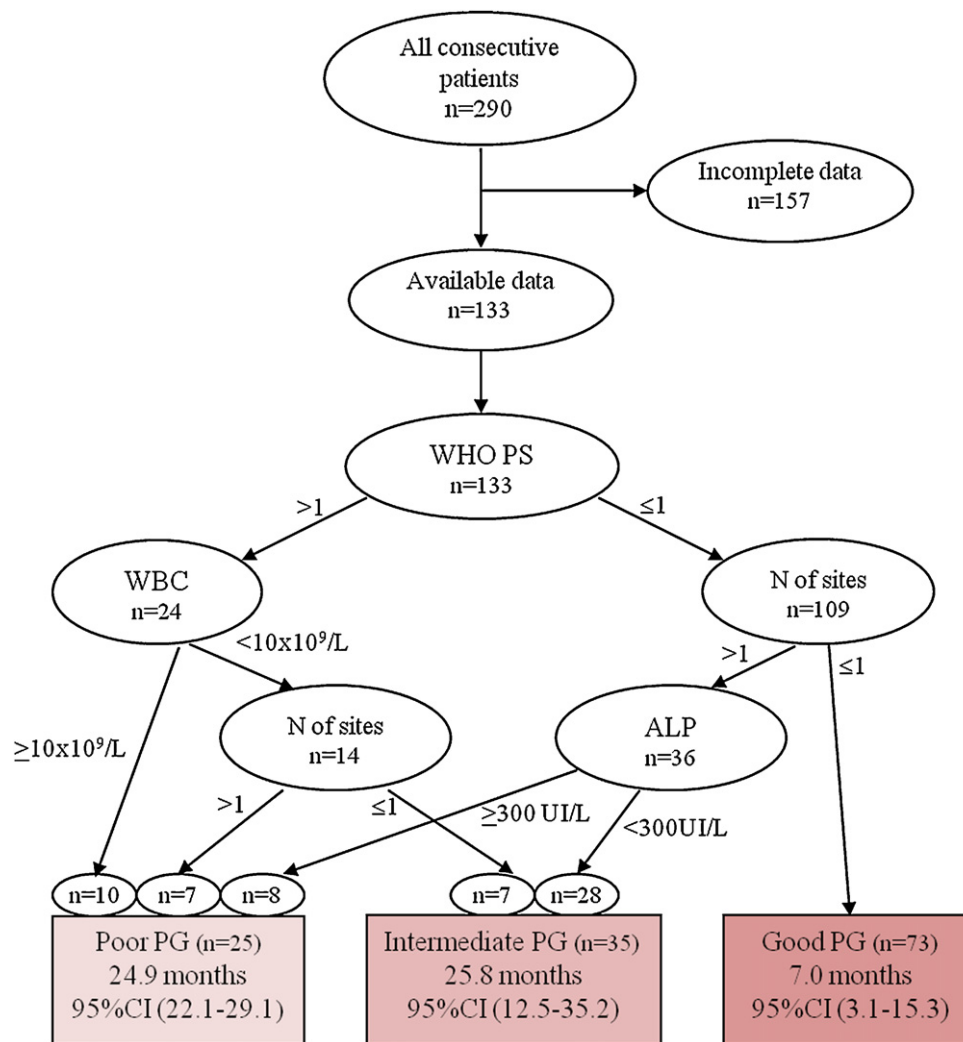 All consecutive
patients
n=290
Incomplete data
n=157
Available data
n=133
WHO PS
n=133
>1
≤1
WBC
n=24
N of sites
n=109
<10x10⁹/L
>1
≤1
≥10x10⁹/L
N of sites
n=14
ALP
n=36
>1
≤1
≥300 UI/L
<300UI/L
n=10
n=7
n=8
n=7
n=28
Poor PG (n=25)
24.9 months
95%CI (22.1-29.1)
Intermediate PG (n=35)
25.8 months
95%CI (12.5-35.2)
Good PG (n=73)
7.0 months
95%CI (3.1-15.3)